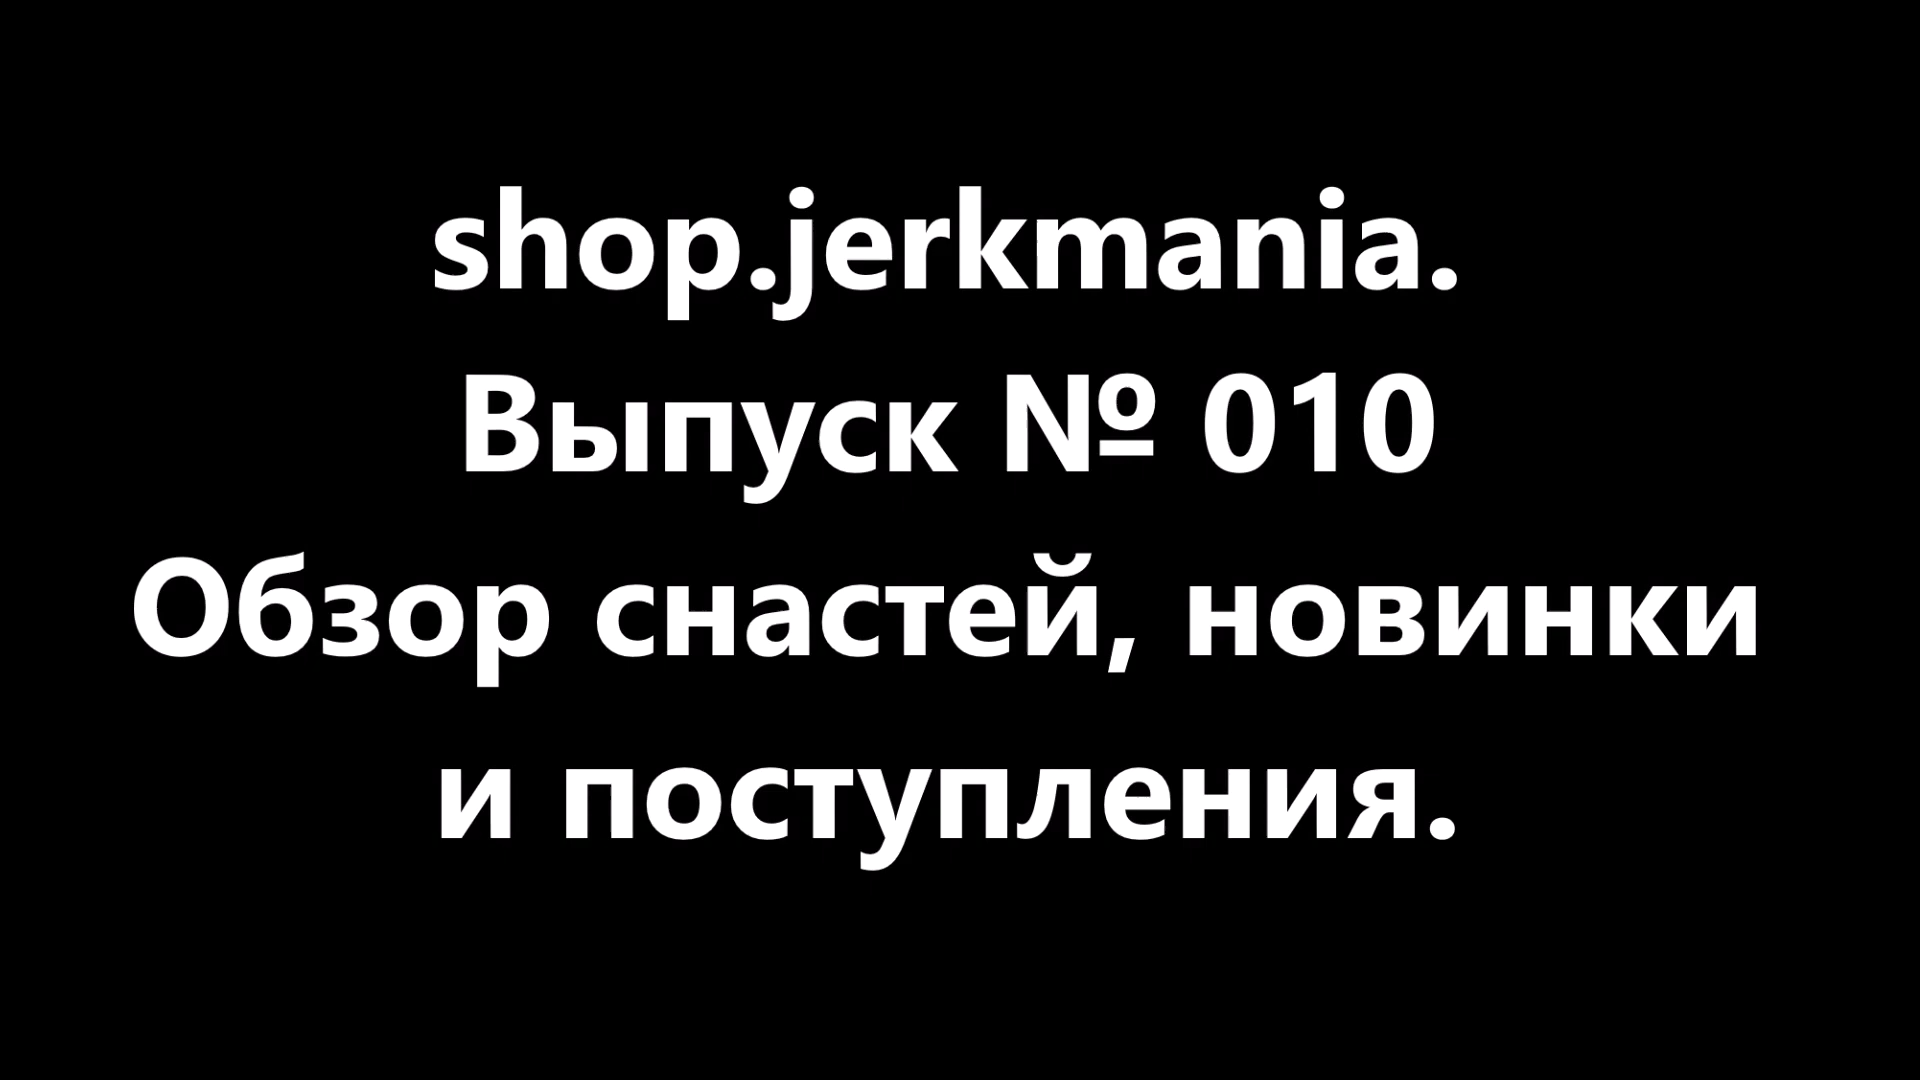 shop.jerkmania.
Выпуск № 010
Обзор снастей, новинки
и поступления.